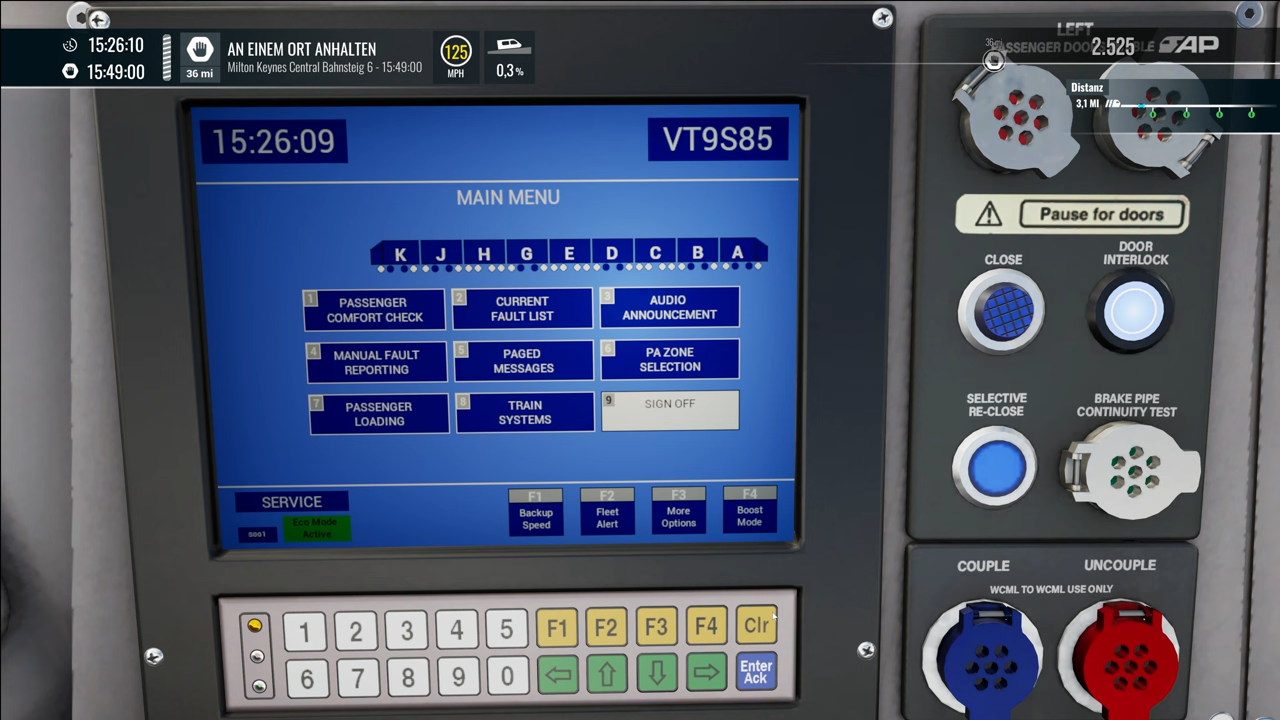 15:26:10
15:49:00
36 mi
AN EINEM ORT ANHALTEN
Milton Keynes Central Bahnsteig 6 - 15:49:00
125
MPH
0,3 %
36 mi
2.525
AP
Distanz
3,1 MI
15:26:09
VT9S85
MAIN MENU
K J H G E D C B A
1 PASSENGER
COMFORT CHECK
2 CURRENT
FAULT LIST
3 AUDIO
ANNOUNCEMENT
4 MANUAL FAULT
REPORTING
5 PAGED
MESSAGES
6 PA ZONE
SELECTION
7 PASSENGER
LOADING
8 TRAIN
SYSTEMS
9 SIGN OFF
SERVICE
S001
Eco Mode
Active
F1
Backup
Speed
F2
Fleet
Alert
F3
More
Options
F4
Boost
Mode
1 2 3 4 5 F1 F2 F3 F4 Clr
6 7 8 9 0 Enter
Ack
LEFT
PASSENGER DOORS
Pause for doors
CLOSE
DOOR
INTERLOCK
SELECTIVE
RE-CLOSE
BRAKE PIPE
CONTINUITY TEST
COUPLE
UNCOUPLE
WCML TO WCML USE ONLY